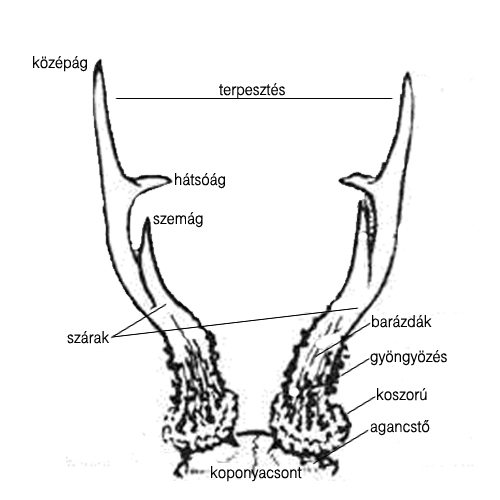 középág
terpesztés
hátsóág
szemág
szárak
barázdák
gyöngyözés
koszorú
agancstő
koponyacsont